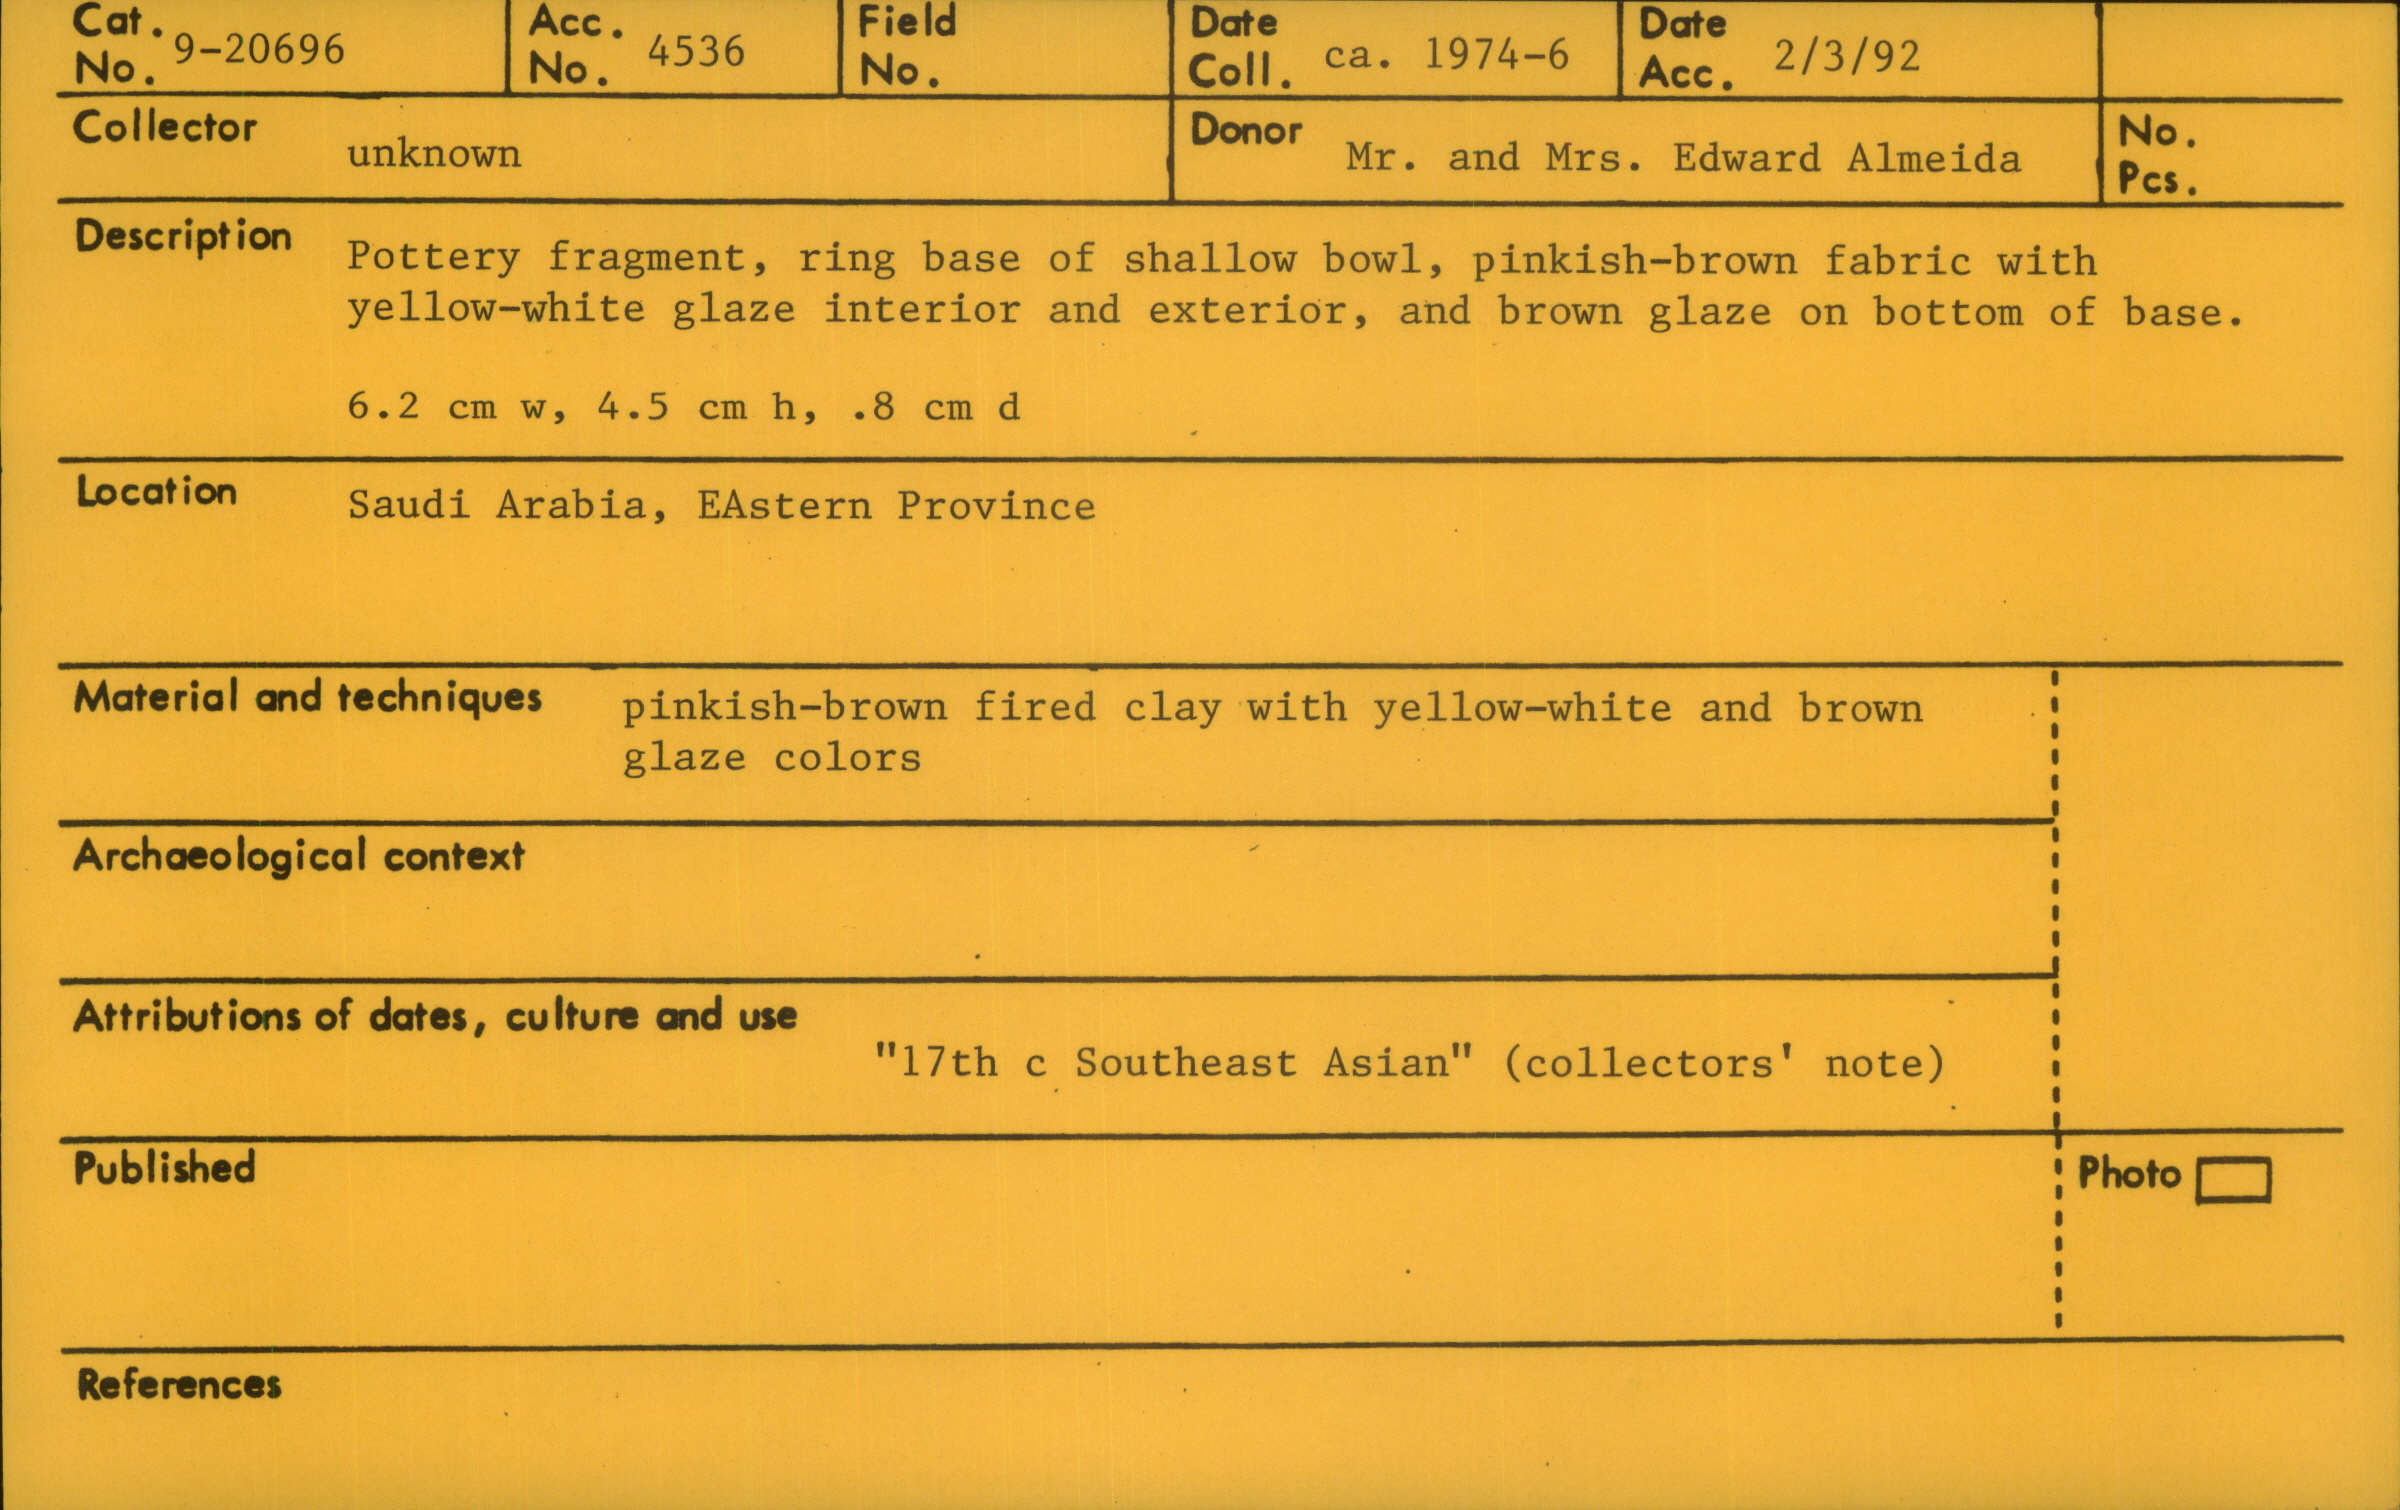 Cat. No. 9-20696
Acc. No. 4536
Field No.
Date Coll. ca. 1974-6
Date Acc. 2/3/92
Collector unknown
Donor Mr. and Mrs. Edward Almeida
No. Pcs.
Description Pottery fragment, ring base of shallow bowl, pinkish-brown fabric with
yellow-white glaze interior and exterior, and brown glaze on bottom of base.
6.2 cm w, 4.5 cm h, .8 cm d
Location Saudi Arabia, EAstern Province
Material and techniques pinkish-brown fired clay with yellow-white and brown
glaze colors
Archaeological context
Attributions of dates, culture and use
"17th c Southeast Asian" (collectors' note)
Published
Photo
References